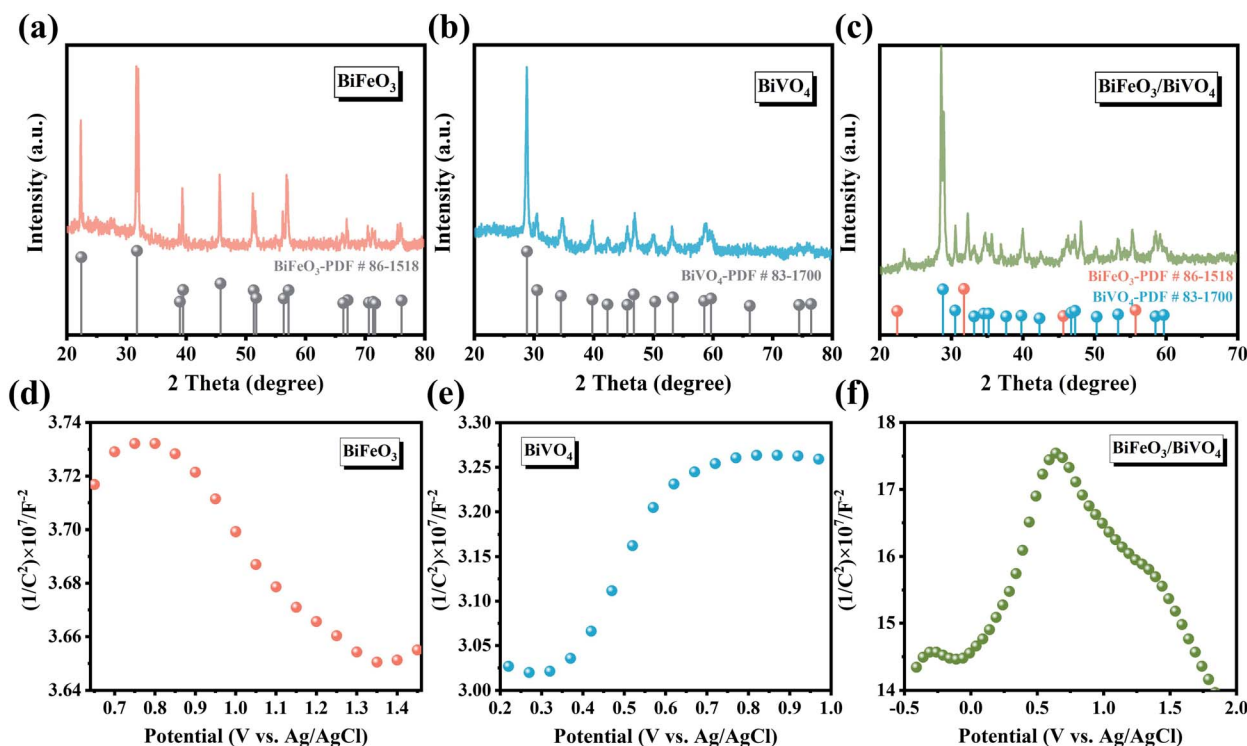 (a)
BiFeO₃
Intensity (a.u.)
BiFeO₃-PDF # 86-1518
20 30 40 50 60 70 80
2 Theta (degree)
(b)
BiVO₄
Intensity (a.u.)
BiVO₄-PDF # 83-1700
20 30 40 50 60 70 80
2 Theta (degree)
(c)
BiFeO₃/BiVO₄
Intensity (a.u.)
BiFeO₃-PDF # 86-1518
BiVO₄-PDF # 83-1700
20 30 40 50 60 70
2 Theta (degree)
(d)
BiFeO₃
(1/C²)×10⁷/F⁻²
3.74
3.72
3.70
3.68
3.66
3.64
0.7 0.8 0.9 1.0 1.1 1.2 1.3 1.4
Potential (V vs. Ag/AgCl)
(e)
BiVO₄
(1/C²)×10⁷/F⁻²
3.30
3.25
3.20
3.15
3.10
3.05
3.00
0.2 0.3 0.4 0.5 0.6 0.7 0.8 0.9 1.0
Potential (V vs. Ag/AgCl)
(f)
BiFeO₃/BiVO₄
(1/C²)×10⁷/F⁻²
18
17
16
15
14
-0.5 0.0 0.5 1.0 1.5 2.0
Potential (V vs. Ag/AgCl)